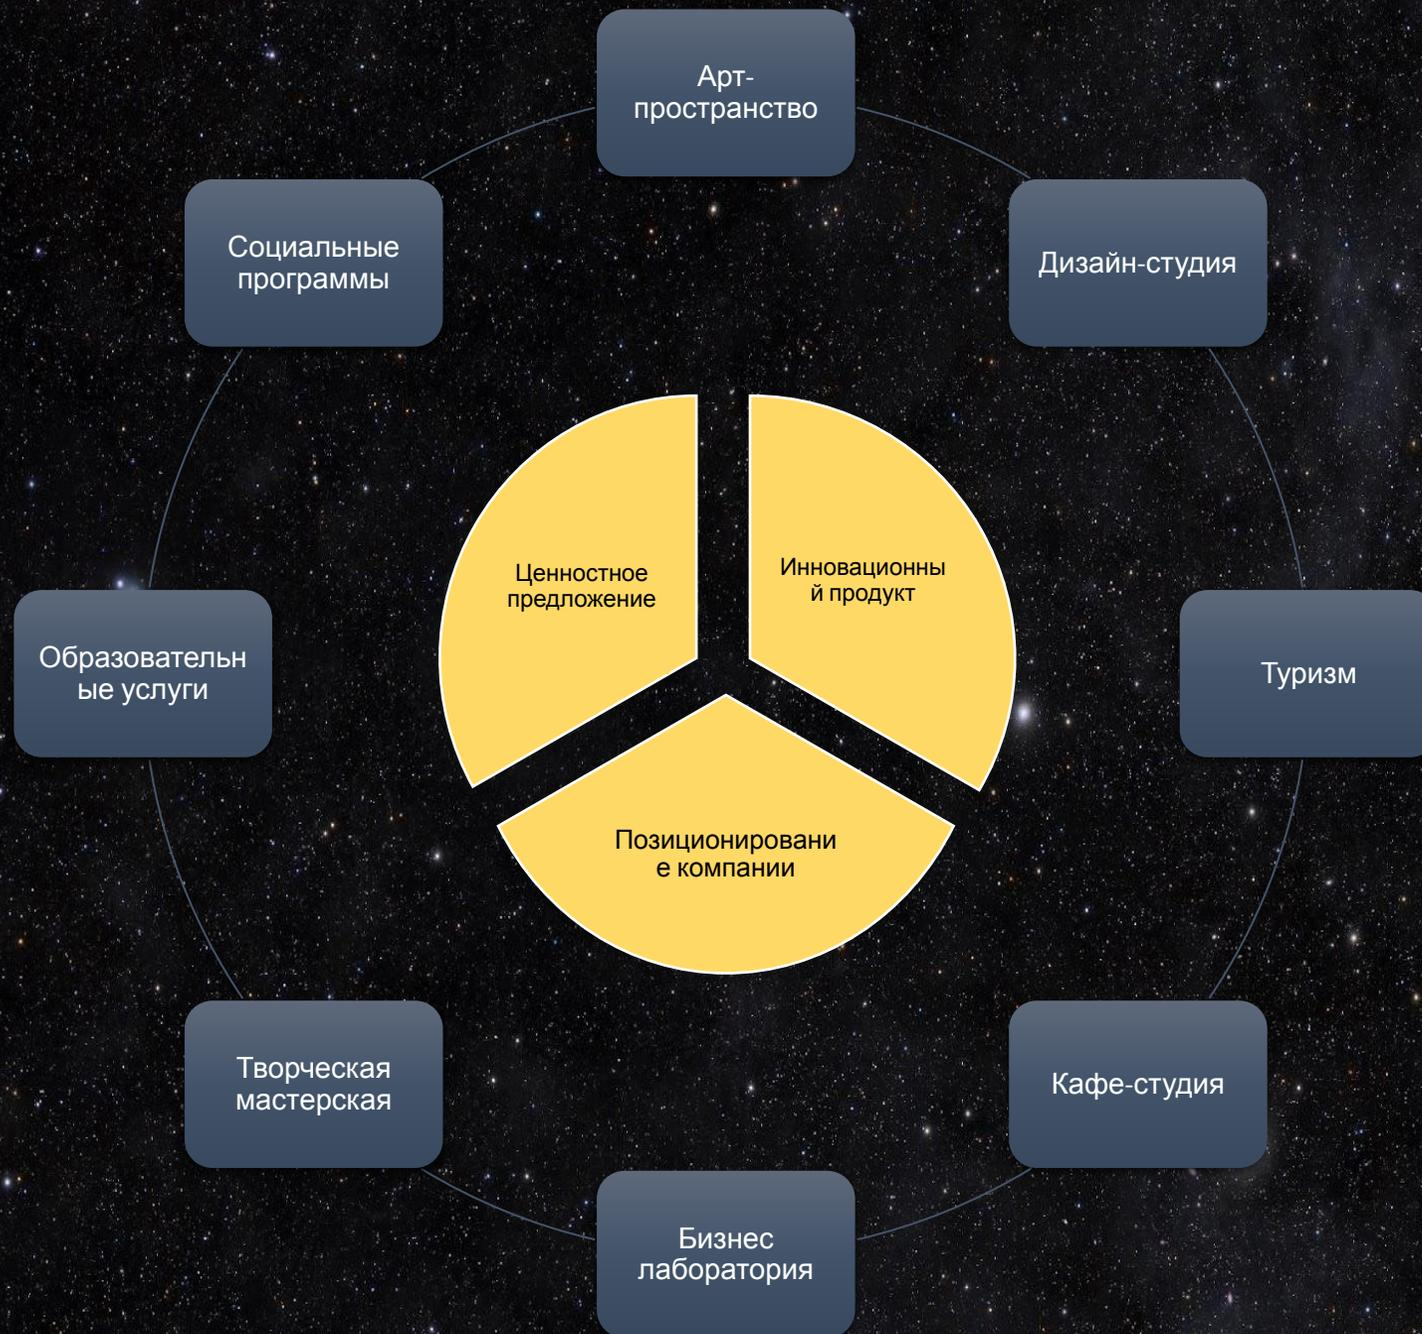 Арт-
пространство
Социальные
программы
Дизайн-студия
Ценностное
предложение
Инновационны
й продукт
Образовательн
ые услуги
Туризм
Позиционировани
е компании
Творческая
мастерская
Кафе-студия
Бизнес
лаборатория